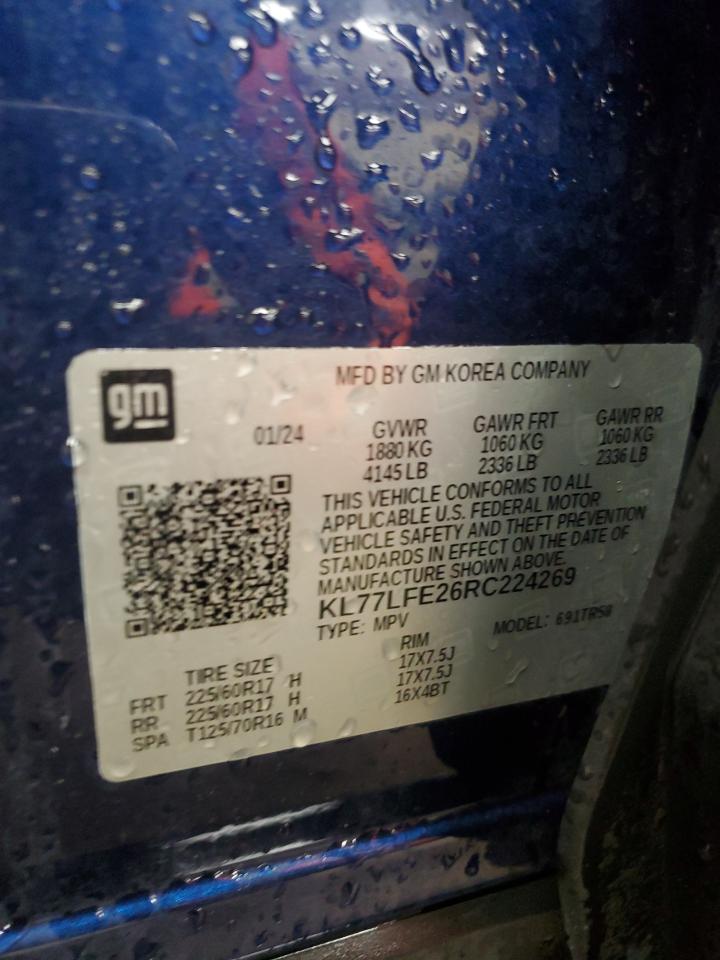 MFD BY GM KOREA COMPANY
gm
01/24
GVWR GAWR FRT GAWR RR
1880 KG 1060 KG 1060 KG
4145 LB 2336 LB 2336 LB
THIS VEHICLE CONFORMS TO ALL
APPLICABLE U.S. FEDERAL MOTOR
VEHICLE SAFETY AND THEFT PREVENTION
STANDARDS IN EFFECT ON THE DATE OF
MANUFACTURE SHOWN ABOVE.
KL77LFE26RC224269
TYPE: MPV MODEL: 691TR58
TIRE SIZE RIM
FRT 225/60R17 H 17X7.5J
RR 225/60R17 H 17X7.5J
SPA T125/70R16 M 16X4BT